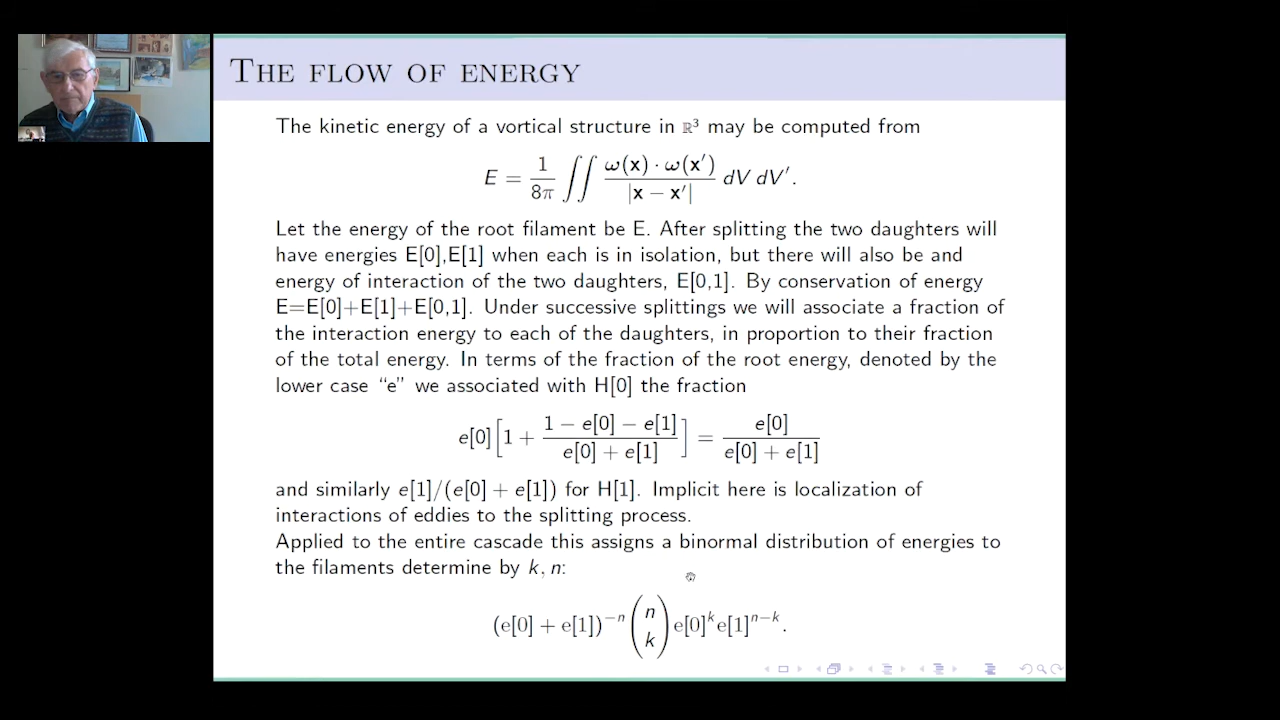 THE FLOW OF ENERGY
The kinetic energy of a vortical structure in ℝ³ may be computed from
E = 1/8π ∬ ω(x) · ω(x′)/|x − x′| dV dV′.
Let the energy of the root filament be E. After splitting the two daughters will
have energies E[0],E[1] when each is in isolation, but there will also be and
energy of interaction of the two daughters, E[0,1]. By conservation of energy
E=E[0]+E[1]+E[0,1]. Under successive splittings we will associate a fraction of
the interaction energy to each of the daughters, in proportion to their fraction
of the total energy. In terms of the fraction of the root energy, denoted by the
lower case “e” we associated with H[0] the fraction
e[0][1 + (1 − e[0] − e[1])/(e[0] + e[1])] = e[0]/(e[0] + e[1])
and similarly e[1]/(e[0] + e[1]) for H[1]. Implicit here is localization of
interactions of eddies to the splitting process.
Applied to the entire cascade this assigns a binormal distribution of energies to
the filaments determine by k, n:
(e[0] + e[1])⁻ⁿ (n k) e[0]ᵏe[1]ⁿ⁻ᵏ.